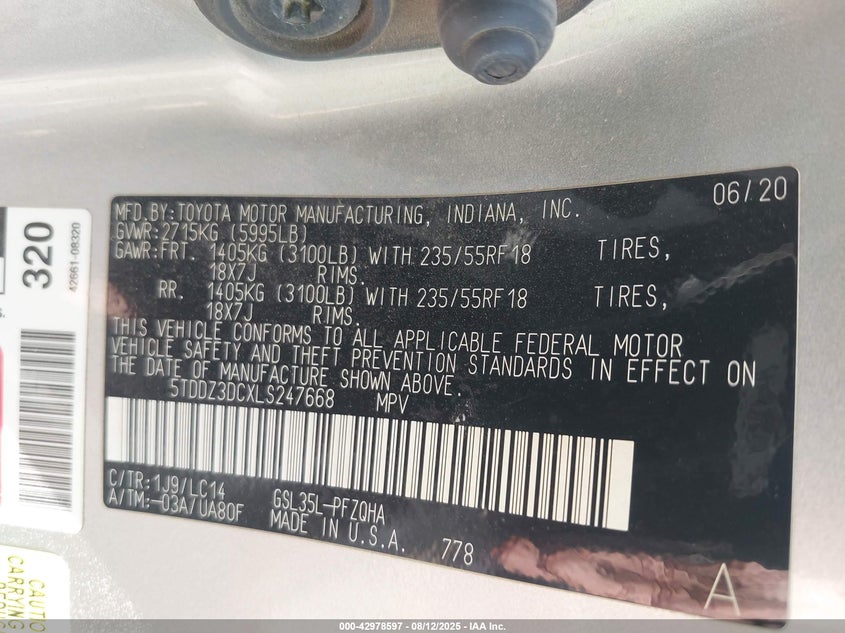 MFD.BY:TOYOTA MOTOR MANUFACTURING, INDIANA, INC. 06/20
GVWR:2715KG (5995LB)
GAWR:FRT. 1405KG (3100LB) WITH 235/55RF18 TIRES,
18X7J RIMS.
RR. 1405KG (3100LB) WITH 235/55RF18 TIRES,
18X7J RIMS.
THIS VEHICLE CONFORMS TO ALL APPLICABLE FEDERAL MOTOR
VEHICLE SAFETY AND THEFT PREVENTION STANDARDS IN EFFECT ON
THE DATE OF MANUFACTURE SHOWN ABOVE.
5TDDZ3DCXLS247668 MPV
C/TR:1J9/LC14 GSL35L-PFZQHA
A/TM:-03A/UA80F MADE IN U.S.A. 778
A
320
42661-08320
s.
CAUTIO
CARRYING
000-42978597 - 08/12/2025 - IAA Inc.